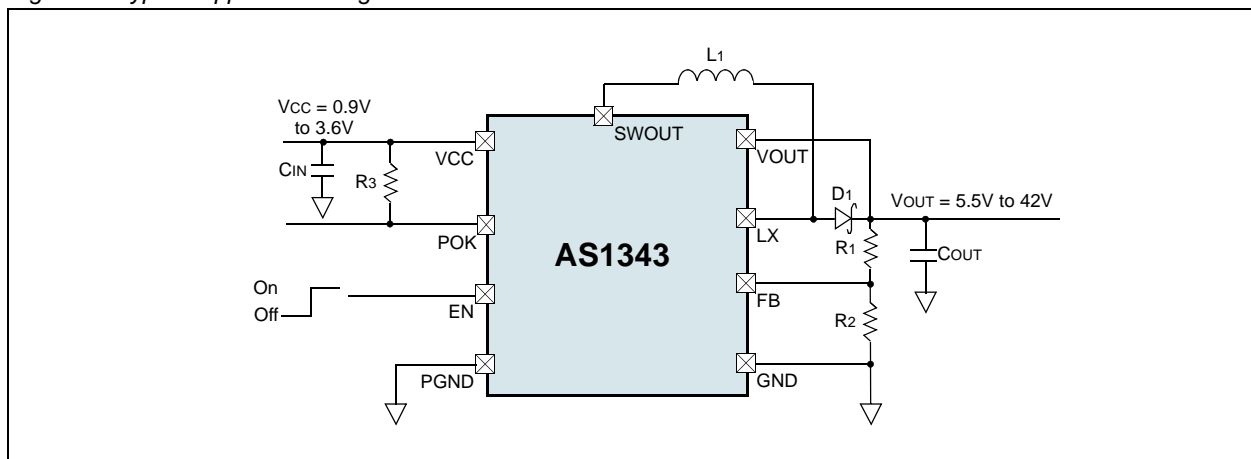 L1
VCC = 0.9V
to 3.6V
SWOUT
VCC
VOUT
CIN
R3
D1
VOUT = 5.5V to 42V
POK
LX
R1
COUT
AS1343
On
Off
EN
FB
R2
PGND
GND